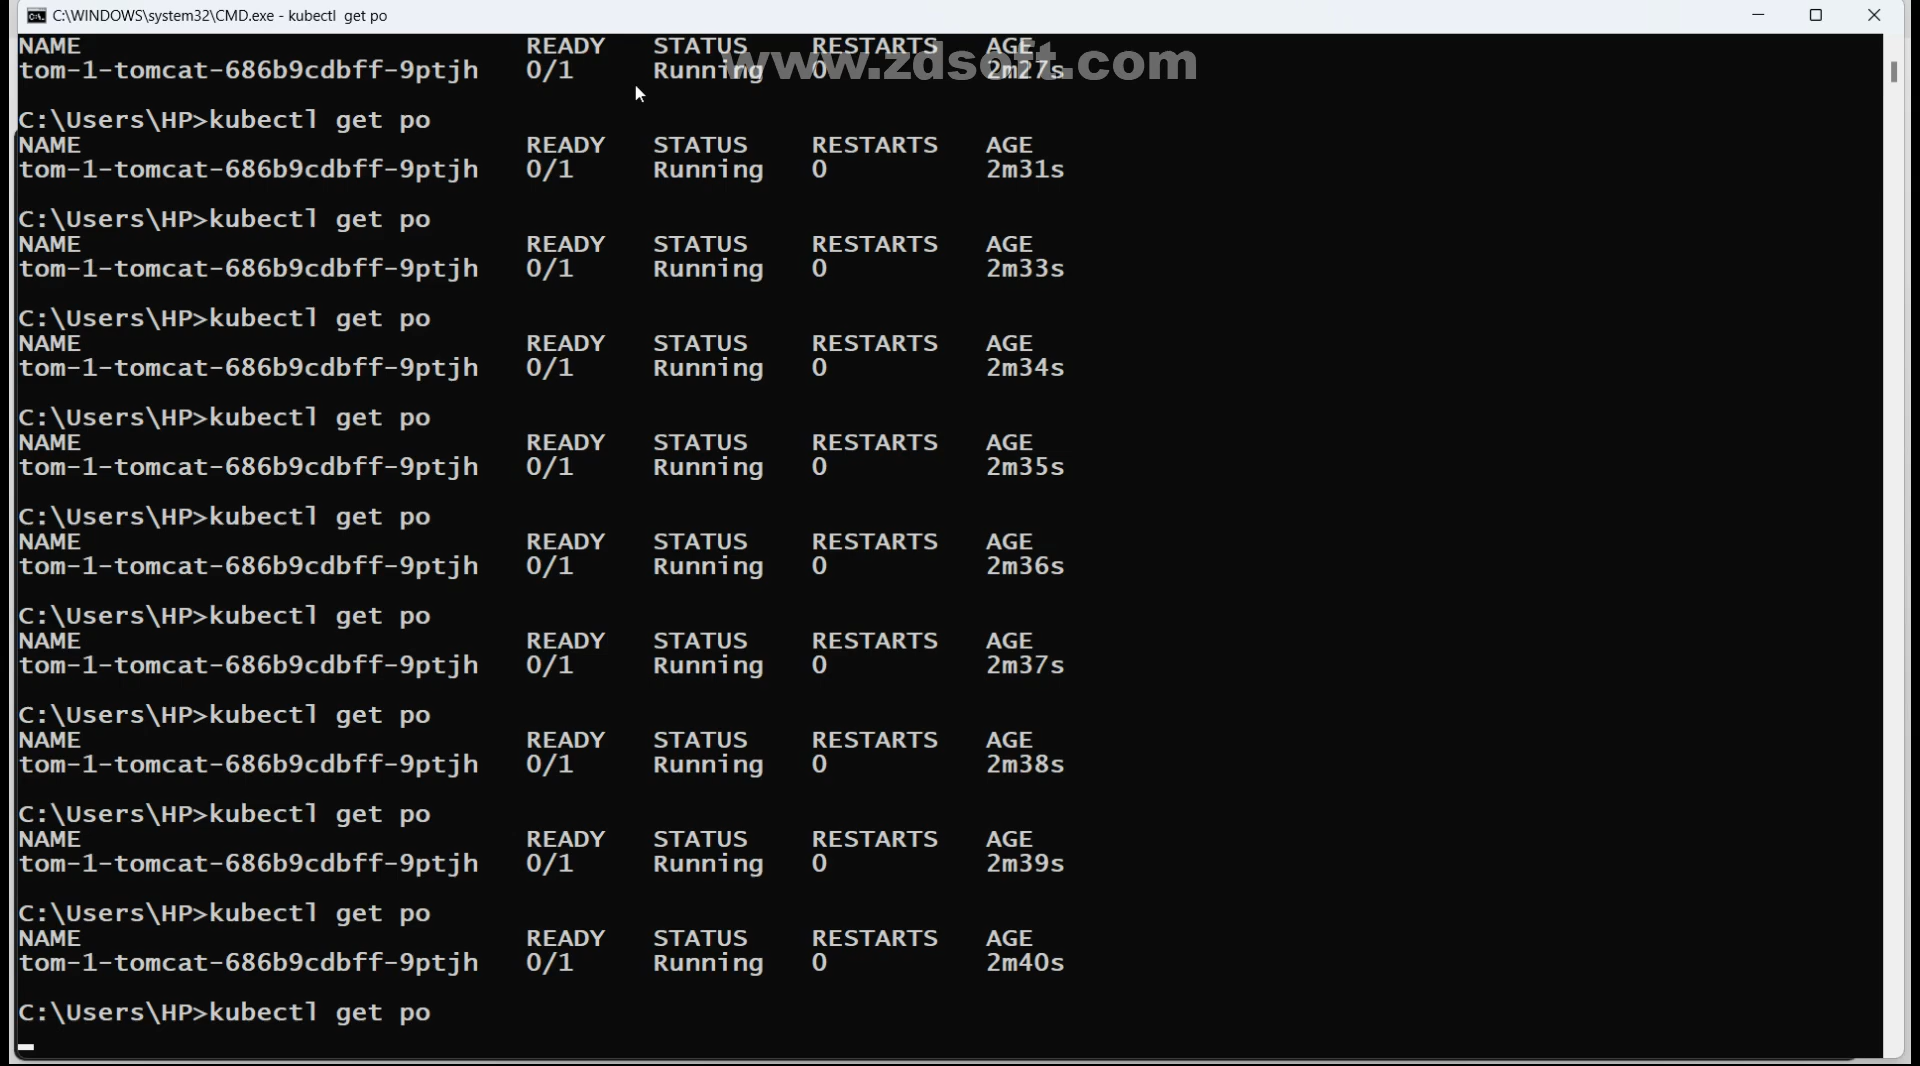 C:\WINDOWS\system32\CMD.exe - kubectl get po
NAME READY STATUS RESTARTS AGE
www.zdsoft.com
tom-1-tomcat-686b9cdbff-9ptjh 0/1 Running 0 2m27s
C:\Users\HP>kubectl get po
NAME READY STATUS RESTARTS AGE
tom-1-tomcat-686b9cdbff-9ptjh 0/1 Running 0 2m31s
C:\Users\HP>kubectl get po
NAME READY STATUS RESTARTS AGE
tom-1-tomcat-686b9cdbff-9ptjh 0/1 Running 0 2m33s
C:\Users\HP>kubectl get po
NAME READY STATUS RESTARTS AGE
tom-1-tomcat-686b9cdbff-9ptjh 0/1 Running 0 2m34s
C:\Users\HP>kubectl get po
NAME READY STATUS RESTARTS AGE
tom-1-tomcat-686b9cdbff-9ptjh 0/1 Running 0 2m35s
C:\Users\HP>kubectl get po
NAME READY STATUS RESTARTS AGE
tom-1-tomcat-686b9cdbff-9ptjh 0/1 Running 0 2m36s
C:\Users\HP>kubectl get po
NAME READY STATUS RESTARTS AGE
tom-1-tomcat-686b9cdbff-9ptjh 0/1 Running 0 2m37s
C:\Users\HP>kubectl get po
NAME READY STATUS RESTARTS AGE
tom-1-tomcat-686b9cdbff-9ptjh 0/1 Running 0 2m38s
C:\Users\HP>kubectl get po
NAME READY STATUS RESTARTS AGE
tom-1-tomcat-686b9cdbff-9ptjh 0/1 Running 0 2m39s
C:\Users\HP>kubectl get po
NAME READY STATUS RESTARTS AGE
tom-1-tomcat-686b9cdbff-9ptjh 0/1 Running 0 2m40s
C:\Users\HP>kubectl get po